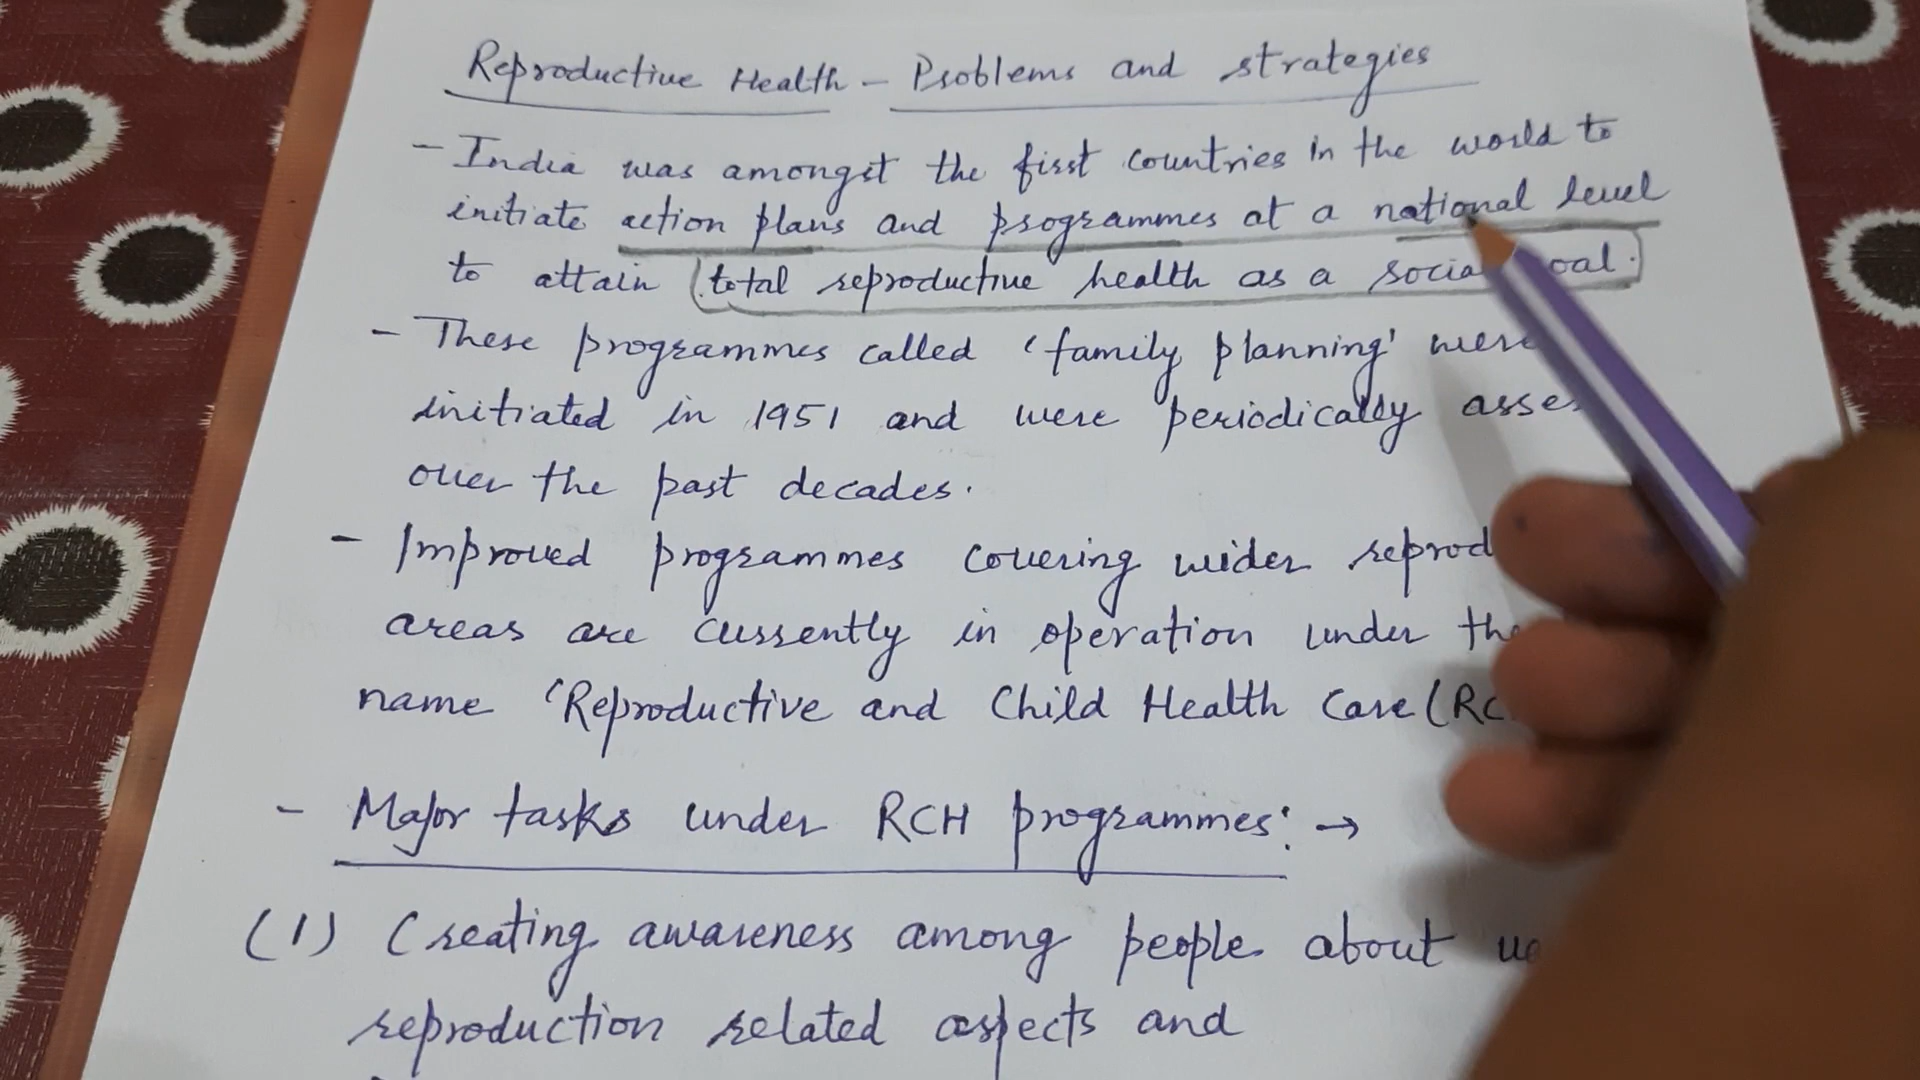 Reproductive Health - Problems and strategies
- India was amongst the first countries in the world to
initiate action plans and programmes at a national level
to attain total reproductive health as a social
- These programmes called 'family planning' were
initiated in 1951 and were periodically
over the past decades.
- Improved programmes covering wider
areas are currently in operation under
name 'Reproductive and Child Health Care
- Major tasks under RCH programmes: →
(1) Creating awareness among people about
reproduction related aspects and